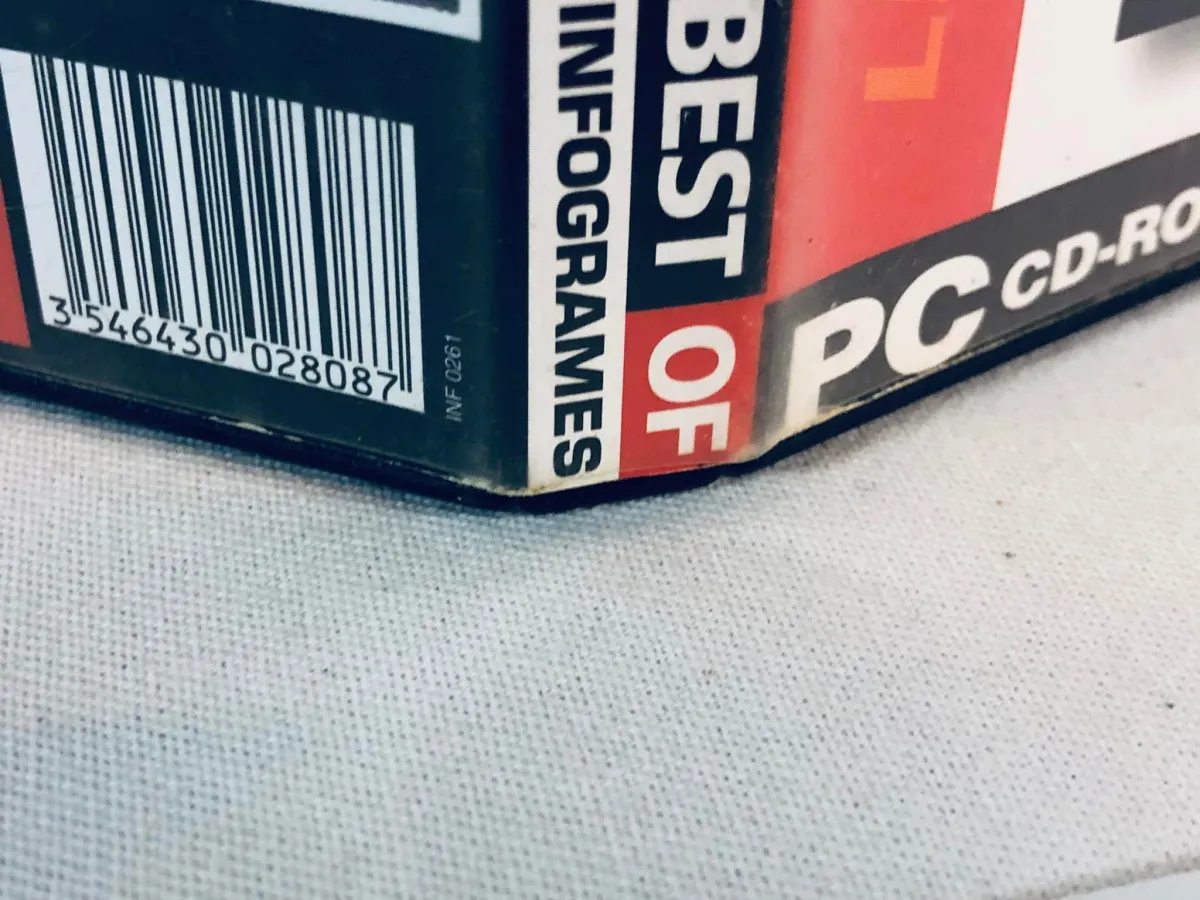 3 546430 028087
INF 0261
INFOGRAMES
BEST OF
PC CD-RO